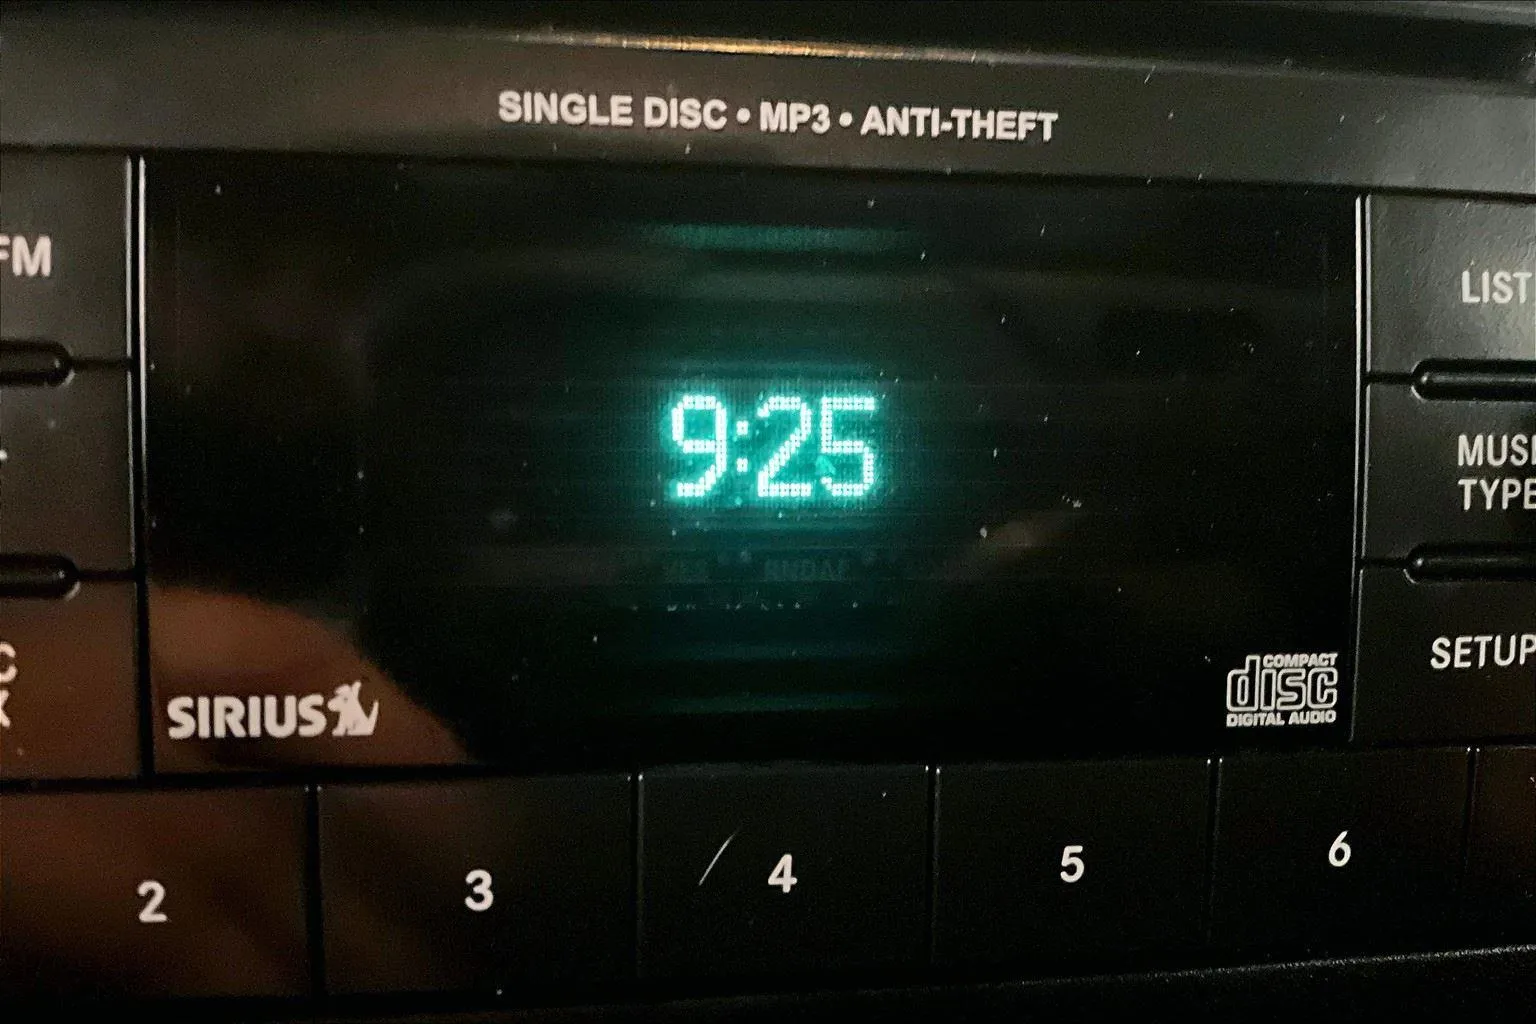 SINGLE DISC • MP3 • ANTI-THEFT
FM
LIST
9:25
MUSI
TYPE
SETUP
SIRIUS
COMPACT
disc
DIGITAL AUDIO
2 3 4 5 6